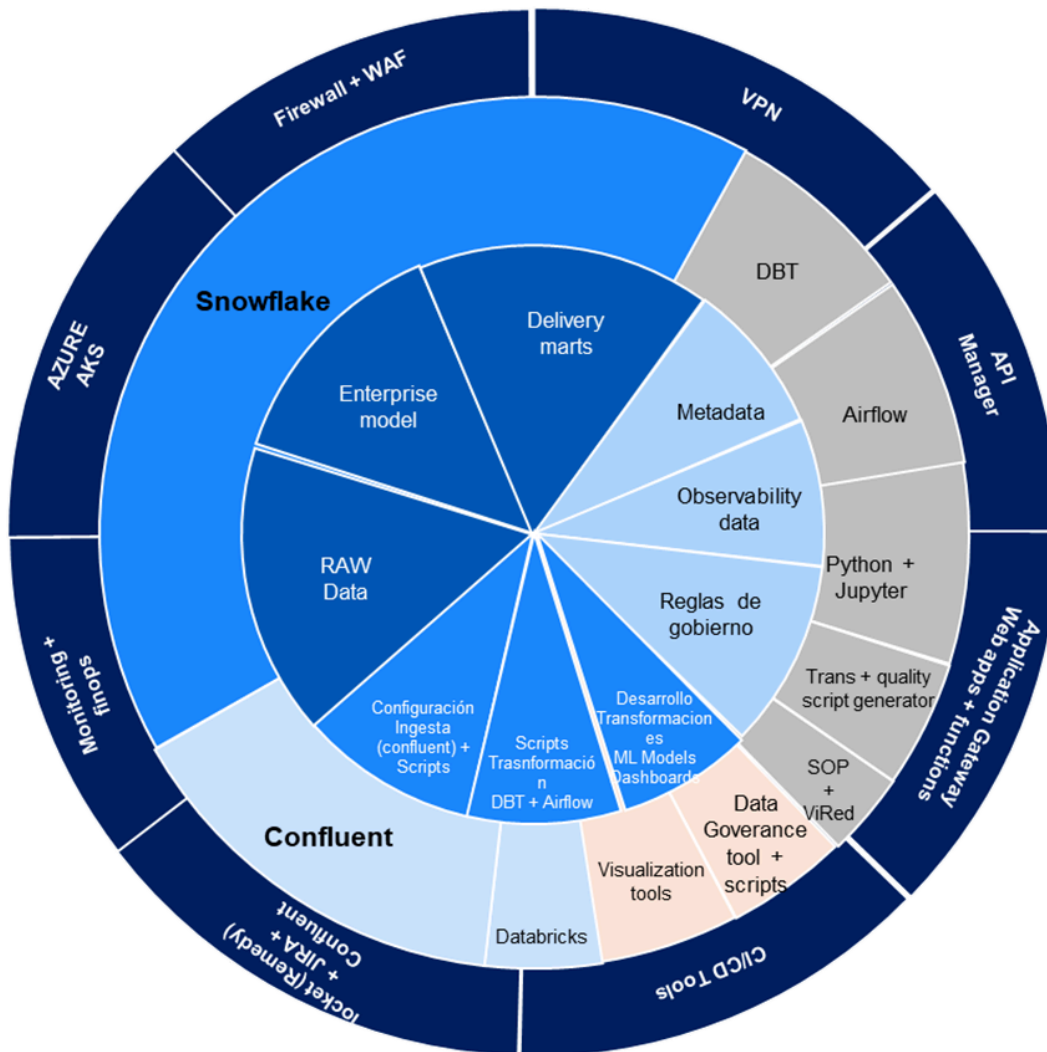 Firewall + WAF
VPN
AZURE
AKS
API
Manager
Monitoring +
finops
Application Gateway
Web apps + functions
Tocket(Remedy)
+ JIRA +
Confluent
CI/CD Tools
Snowflake
DBT
Airflow
Python +
Jupyter
Trans + quality
script generator
SOP
+
ViRed
Data
Goverance
tool +
scripts
Visualization
tools
Databricks
Confluent
Delivery
marts
Enterprise
model
RAW
Data
Metadata
Observability
data
Reglas de
gobierno
Configuración
Ingesta
(confluent) +
Scripts
Scripts
Trasnformació
n
DBT + Airflow
Desarrollo
Transformacion
es
ML Models
Dashboards